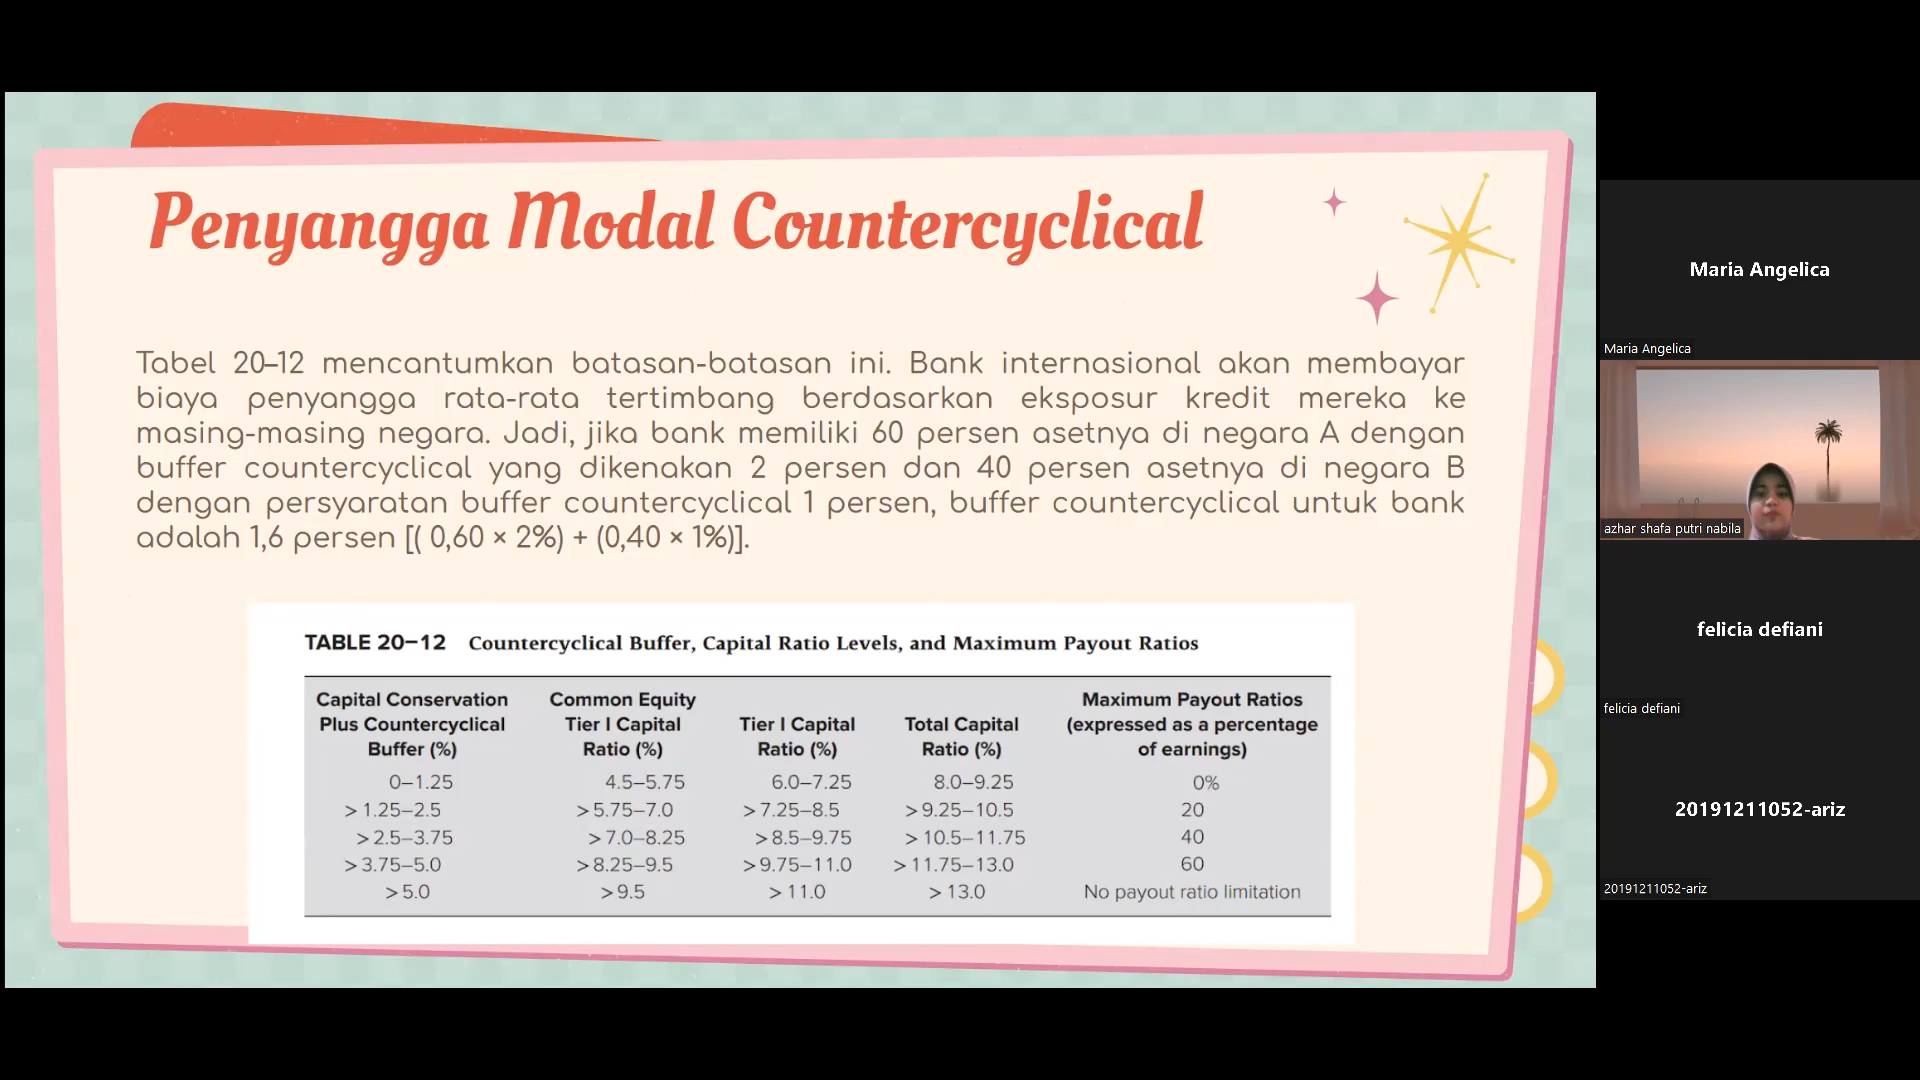 Penyangga Modal Countercyclical
Tabel 20–12 mencantumkan batasan-batasan ini. Bank internasional akan membayar
biaya penyangga rata-rata tertimbang berdasarkan eksposur kredit mereka ke
masing-masing negara. Jadi, jika bank memiliki 60 persen asetnya di negara A dengan
buffer countercyclical yang dikenakan 2 persen dan 40 persen asetnya di negara B
dengan persyaratan buffer countercyclical 1 persen, buffer countercyclical untuk bank
adalah 1,6 persen [( 0,60 × 2%) + (0,40 × 1%)].
TABLE 20–12 Countercyclical Buffer, Capital Ratio Levels, and Maximum Payout Ratios
Capital Conservation Common Equity Maximum Payout Ratios
Plus Countercyclical Tier I Capital Tier I Capital Total Capital (expressed as a percentage
Buffer (%) Ratio (%) Ratio (%) Ratio (%) of earnings)
0–1.25 4.5–5.75 6.0–7.25 8.0–9.25 0%
>1.25–2.5 >5.75–7.0 >7.25–8.5 >9.25–10.5 20
>2.5–3.75 >7.0–8.25 >8.5–9.75 >10.5–11.75 40
>3.75–5.0 >8.25–9.5 >9.75–11.0 >11.75–13.0 60
>5.0 >9.5 >11.0 >13.0 No payout ratio limitation
Maria Angelica
Maria Angelica
azhar shafa putri nabila
felicia defiani
felicia defiani
20191211052-ariz
20191211052-ariz